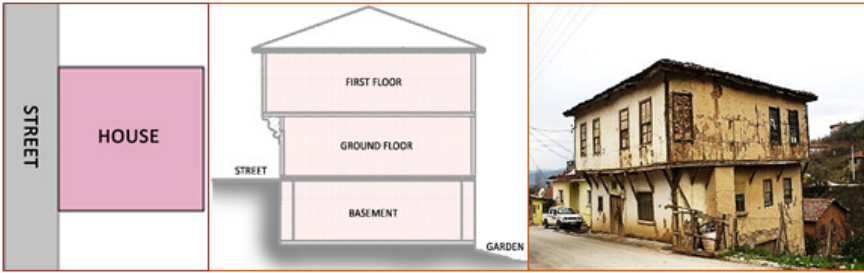 STREET
HOUSE
FIRST FLOOR
GROUND FLOOR
STREET
BASEMENT
GARDEN